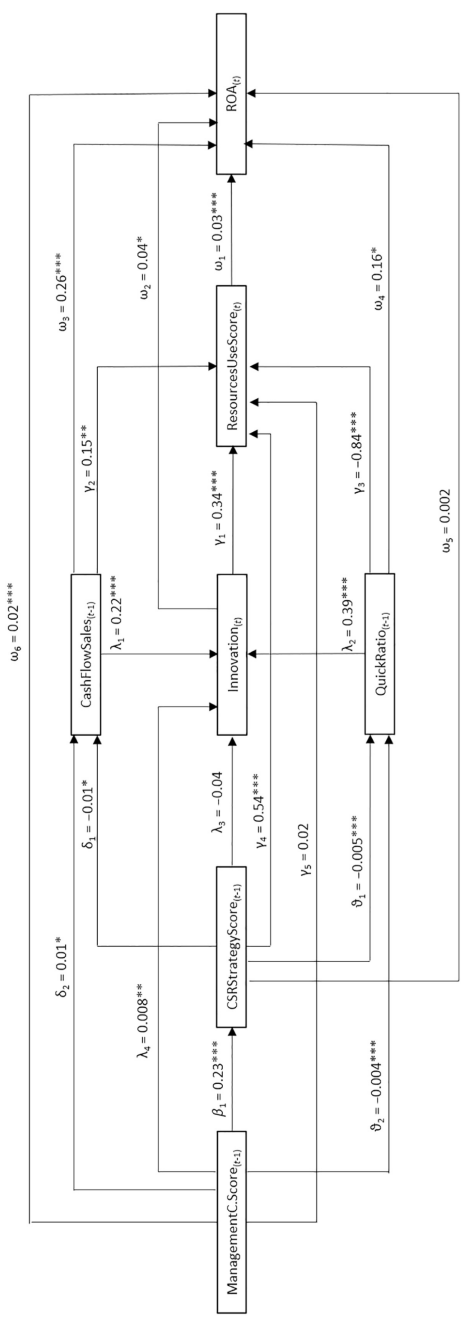 ω₆ = 0.02***
ω₃ = 0.26***
δ₂ = 0.01*
CashFlowSales₍t-1₎
γ₂ = 0.15**
ω₂ = 0.04*
δ₁ = −0.01*
λ₁ = 0.22***
λ₄ = 0.008**
β₁ = 0.23***
λ₃ = −0.04
γ₁ = 0.34***
ω₁ = 0.03***
ManagementC.Score₍t-1₎
CSRStrategyScore₍t-1₎
Innovation₍t₎
ResourcesUseScore₍t₎
ROA₍t₎
γ₄ = 0.54***
γ₅ = 0.02
λ₂ = 0.39***
γ₃ = −0.84***
ω₄ = 0.16*
ϑ₁ = −0.005***
ϑ₂ = −0.004***
QuickRatio₍t-1₎
ω₅ = 0.002